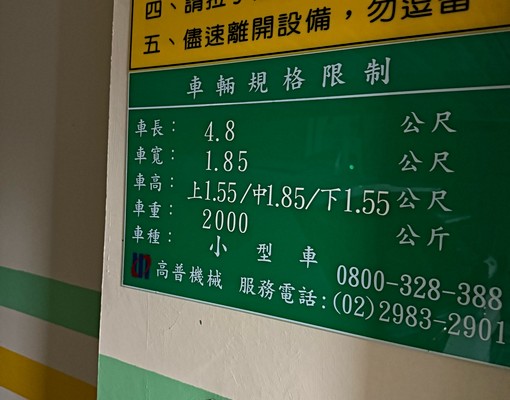 四、請拉手
五、儘速離開設備，勿逗留
車輛規格限制
車長： 4.8 公尺
車寬： 1.85 公尺
車高： 上1.55/中1.85/下1.55 公尺
車重： 2000 公斤
車種： 小型車
高普機械 服務電話： 0800-328-388
(02)2983-2901